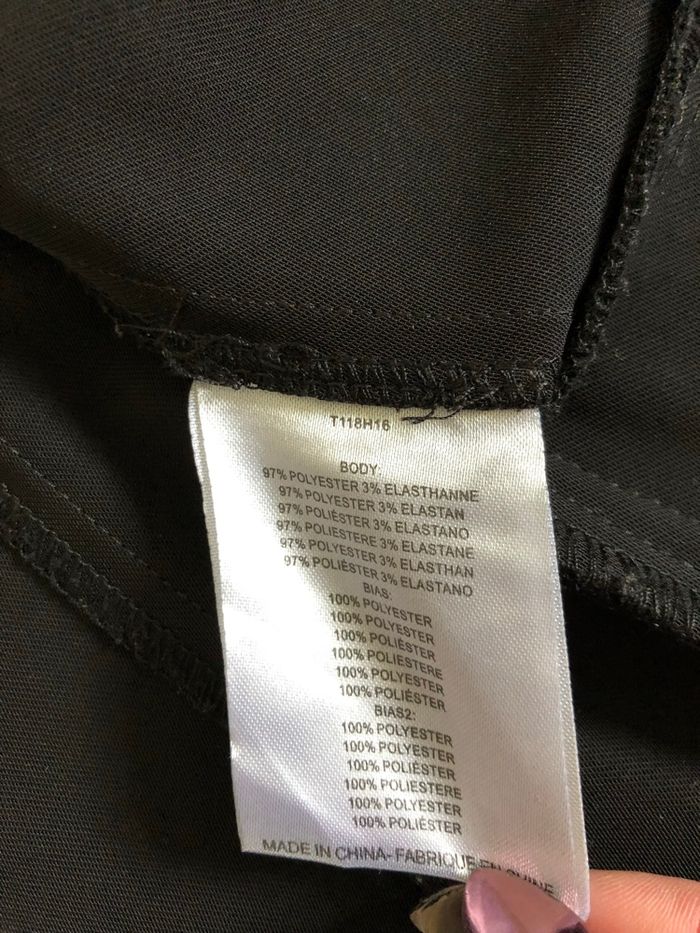 T118H16
BODY:
97% POLYESTER 3% ELASTHANNE
97% POLYESTER 3% ELASTAN
97% POLIÉSTER 3% ELASTANO
97% POLIESTERE 3% ELASTANE
97% POLYESTER 3% ELASTHAN
97% POLIÉSTER 3% ELASTANO
BIAS:
100% POLYESTER
100% POLYESTER
100% POLIÉSTER
100% POLIESTERE
100% POLYESTER
100% POLIÉSTER
BIAS2:
100% POLYESTER
100% POLYESTER
100% POLIÉSTER
100% POLIESTERE
100% POLYESTER
100% POLIÉSTER
MADE IN CHINA- FABRIQUE EN CHINE